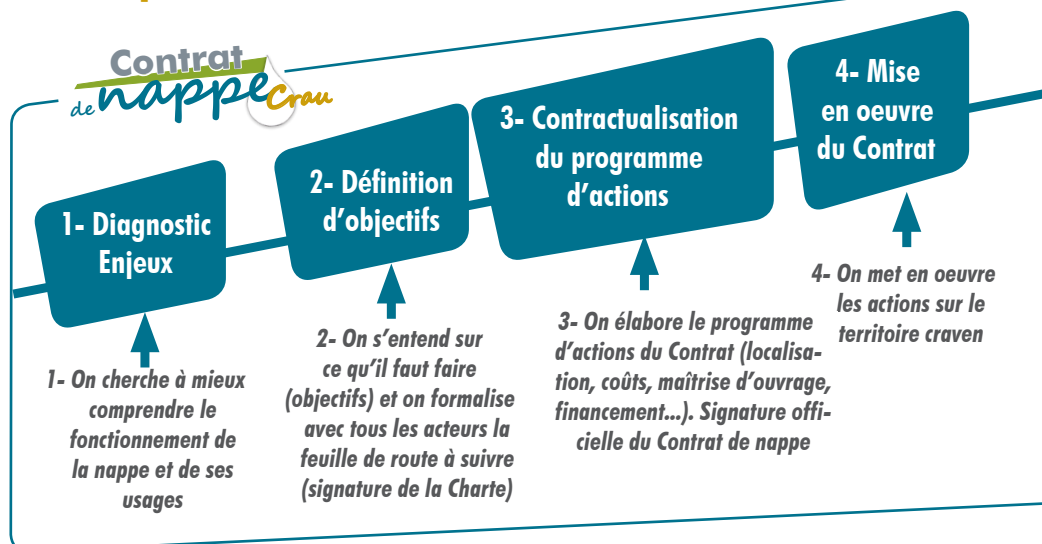 Contrat
de nappe Crau
1- Diagnostic
Enjeux
2- Définition
d'objectifs
3- Contractualisation
du programme
d'actions
4- Mise
en oeuvre
du Contrat
1- On cherche à mieux
comprendre le
fonctionnement de
la nappe et de ses
usages
2- On s'entend sur
ce qu'il faut faire
(objectifs) et on formalise
avec tous les acteurs la
feuille de route à suivre
(signature de la Charte)
3- On élabore le programme
d'actions du Contrat (localisa-
tion, coûts, maîtrise d'ouvrage,
financement...). Signature offi-
cielle du Contrat de nappe
4- On met en oeuvre
les actions sur le
territoire craven